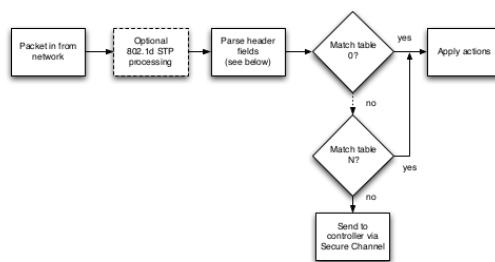 Packet in from
network
Optional
802.1d STP
processing
Parse header
fields
(see below)
Match table
0?
yes
Apply actions
no
Match table
N?
yes
no
Send to
controller via
Secure Channel